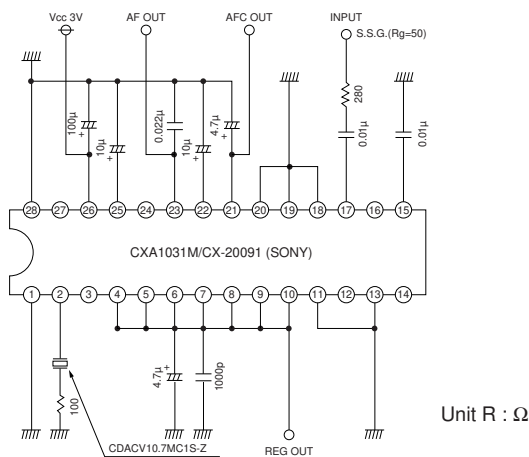 Vcc 3V AF OUT AFC OUT INPUT
S.S.G.(Rg=50)
100μ 10μ 0.022μ 10μ 4.7μ 280 0.01μ 0.01μ
+ + + +
28 27 26 25 24 23 22 21 20 19 18 17 16 15
CXA1031M/CX-20091 (SONY)
1 2 3 4 5 6 7 8 9 10 11 12 13 14
100 4.7μ + 1000p
Unit R : Ω
CDACV10.7MC1S-Z
REG OUT